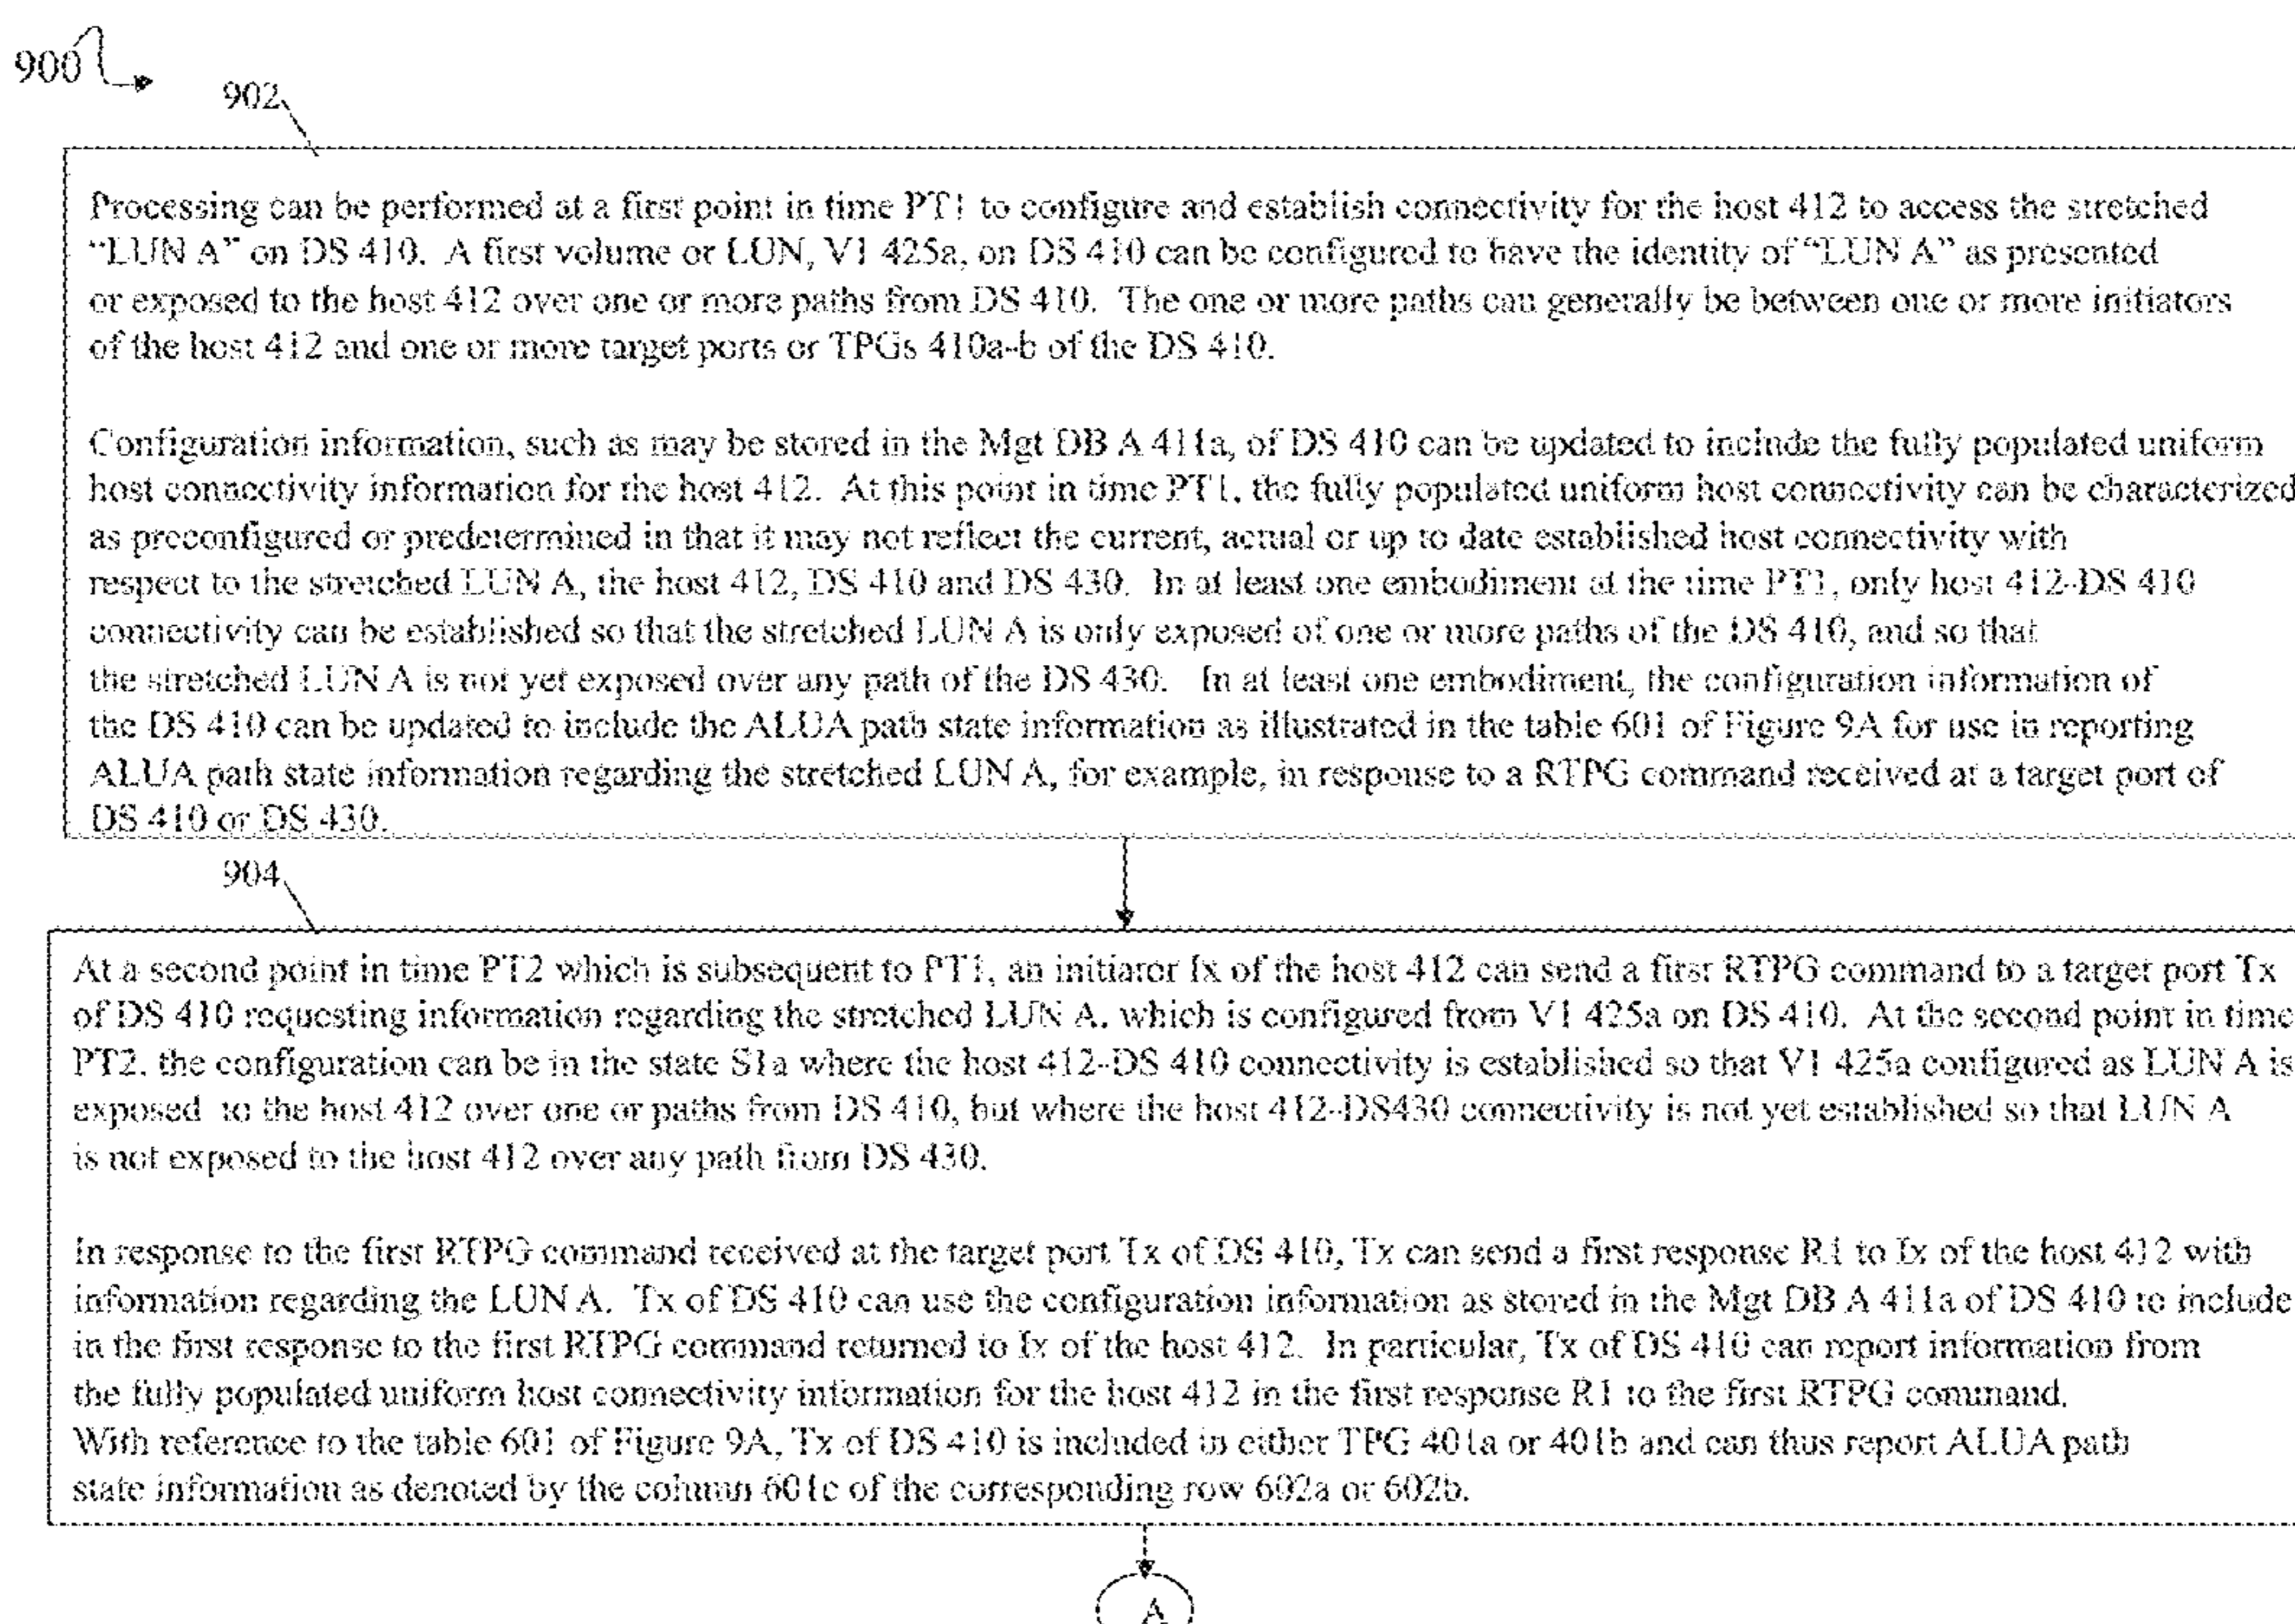 900
902
Processing can be performed at a first point in time PT1 to configure and establish connectivity for the host 412 to access the stretched
“LUN A” on DS 410. A first volume or LUN, V1 425a, on DS 410 can be configured to have the identity of “LUN A” as presented
or exposed to the host 412 over one or more paths from DS 410. The one or more paths can generally be between one or more initiators
of the host 412 and one or more target ports or TPGs 410a-b of the DS 410.
Configuration information, such as may be stored in the Mgt DB A 411a, of DS 410 can be updated to include the fully populated uniform
host connectivity information for the host 412. At this point in time PT1, the fully populated uniform host connectivity can be characterized
as preconfigured or predetermined in that it may not reflect the current, actual or up to date established host connectivity with
respect to the stretched LUN A, the host 412, DS 410 and DS 430. In at least one embodiment at the time PT1, only host 412-DS 410
connectivity can be established so that the stretched LUN A is only exposed of one or more paths of the DS 410, and so that
the stretched LUN A is not yet exposed over any path of the DS 430. In at least one embodiment, the configuration information of
the DS 410 can be updated to include the ALUA path state information as illustrated in the table 601 of Figure 9A for use in reporting
ALUA path state information regarding the stretched LUN A, for example, in response to a RTPG command received at a target port of
DS 410 or DS 430.
904
At a second point in time PT2 which is subsequent to PT1, an initiator Ix of the host 412 can send a first RTPG command to a target port Tx
of DS 410 requesting information regarding the stretched LUN A, which is configured from V1 425a on DS 410. At the second point in time
PT2, the configuration can be in the state S1a where the host 412-DS 410 connectivity is established so that V1 425a configured as LUN A is
exposed to the host 412 over one or paths from DS 410, but where the host 412-DS430 connectivity is not yet established so that LUN A
is not exposed to the host 412 over any path from DS 430.
In response to the first RTPG command received at the target port Tx of DS 410, Tx can send a first response R1 to Ix of the host 412 with
information regarding the LUN A. Tx of DS 410 can use the configuration information as stored in the Mgt DB A 411a of DS 410 to include
in the first response to the first RTPG command returned to Ix of the host 412. In particular, Tx of DS 410 can report information from
the fully populated uniform host connectivity information for the host 412 in the first response R1 to the first RTPG command.
With reference to the table 601 of Figure 9A, Tx of DS 410 is included in either TPG 401a or 401b and can thus report ALUA path
state information as denoted by the column 601c of the corresponding row 602a or 602b.
A